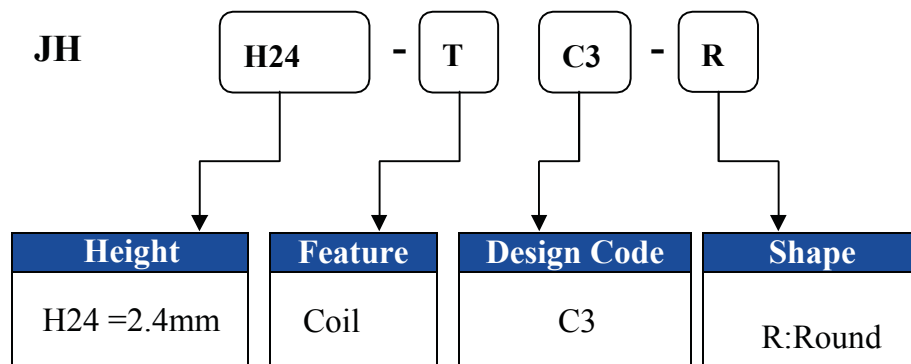 JH H24 - T C3 - R
Height Feature Design Code Shape
H24 =2.4mm Coil C3 R:Round